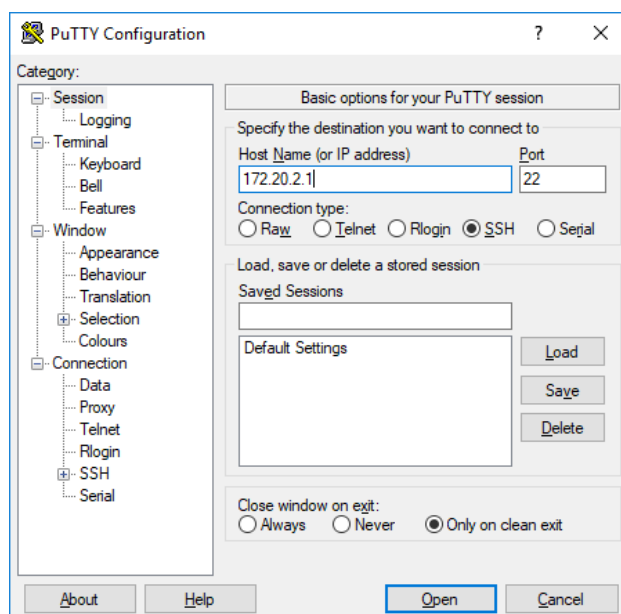 PuTTY Configuration ? ×
Category:
Session
Logging
Terminal
Keyboard
Bell
Features
Window
Appearance
Behaviour
Translation
Selection
Colours
Connection
Data
Proxy
Telnet
Rlogin
SSH
Serial
Basic options for your PuTTY session
Specify the destination you want to connect to
Host Name (or IP address) Port
172.20.2.1 22
Connection type:
Raw Telnet Rlogin SSH Serial
Load, save or delete a stored session
Saved Sessions
Default Settings
Load
Save
Delete
Close window on exit:
Always Never Only on clean exit
About Help Open Cancel